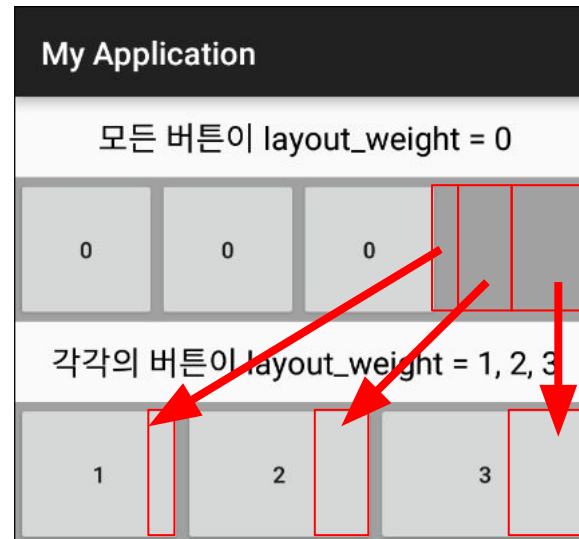 My Application
모든 버튼이 layout_weight = 0
0 0 0
각각의 버튼이 layout_weight = 1, 2, 3
1 2 3